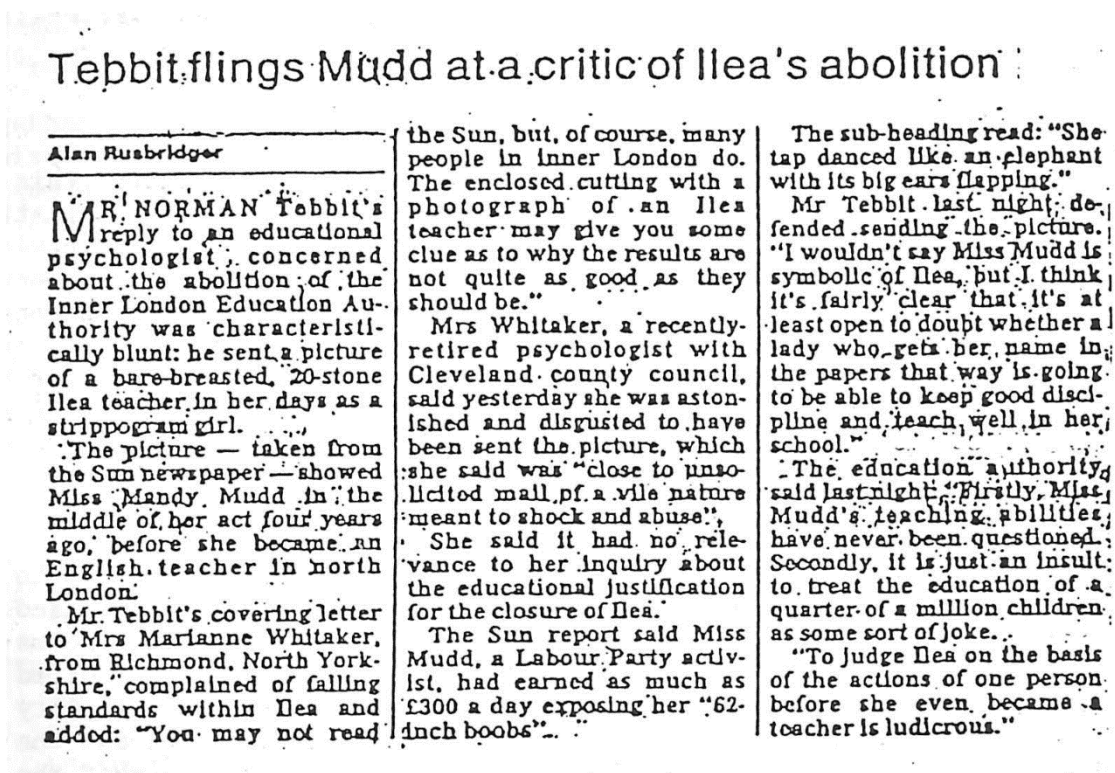 Tebbit flings Mudd at a critic of Ilea's abolition
Alan Rusbridger
MR NORMAN Tebbit's
reply to an educational
psychologist concerned
about the abolition of the
Inner London Education Au-
thority was characteristi-
cally blunt: he sent a picture
of a bare-breasted, 20-stone
Ilea teacher in her days as a
strippogram girl.
The picture — taken from
the Sun newspaper — showed
Miss Mandy Mudd in the
middle of her act four years
ago, before she became an
English teacher in north
London.
Mr Tebbit's covering letter
to Mrs Marianne Whitaker,
from Richmond, North York-
shire, complained of falling
standards within Ilea and
added: "You may not read
the Sun, but, of course, many
people in inner London do.
The enclosed cutting with a
photograph of an Ilea
teacher may give you some
clue as to why the results are
not quite as good as they
should be."
Mrs Whitaker, a recently-
retired psychologist with
Cleveland county council,
said yesterday she was aston-
ished and disgusted to have
been sent the picture, which
she said was "close to unso-
licited mail of a vile nature
meant to shock and abuse".
She said it had no rele-
vance to her inquiry about
the educational justification
for the closure of Ilea.
The Sun report said Miss
Mudd, a Labour Party activ-
ist, had earned as much as
£300 a day exposing her "62-
inch boobs".
The sub-heading read: "She
tap danced like an elephant
with its big ears flapping."
Mr Tebbit last night de-
fended sending the picture.
"I wouldn't say Miss Mudd is
symbolic of Ilea, but I think
it's fairly clear that it's at
least open to doubt whether a
lady who gets her name in
the papers that way is going
to be able to keep good disci-
pline and teach well in her
school."
The education authority
said last night: "Firstly, Miss
Mudd's teaching abilities
have never been questioned.
Secondly, it is just an insult
to treat the education of a
quarter of a million children
as some sort of joke.
"To judge Ilea on the basis
of the actions of one person
before she even became a
teacher is ludicrous."